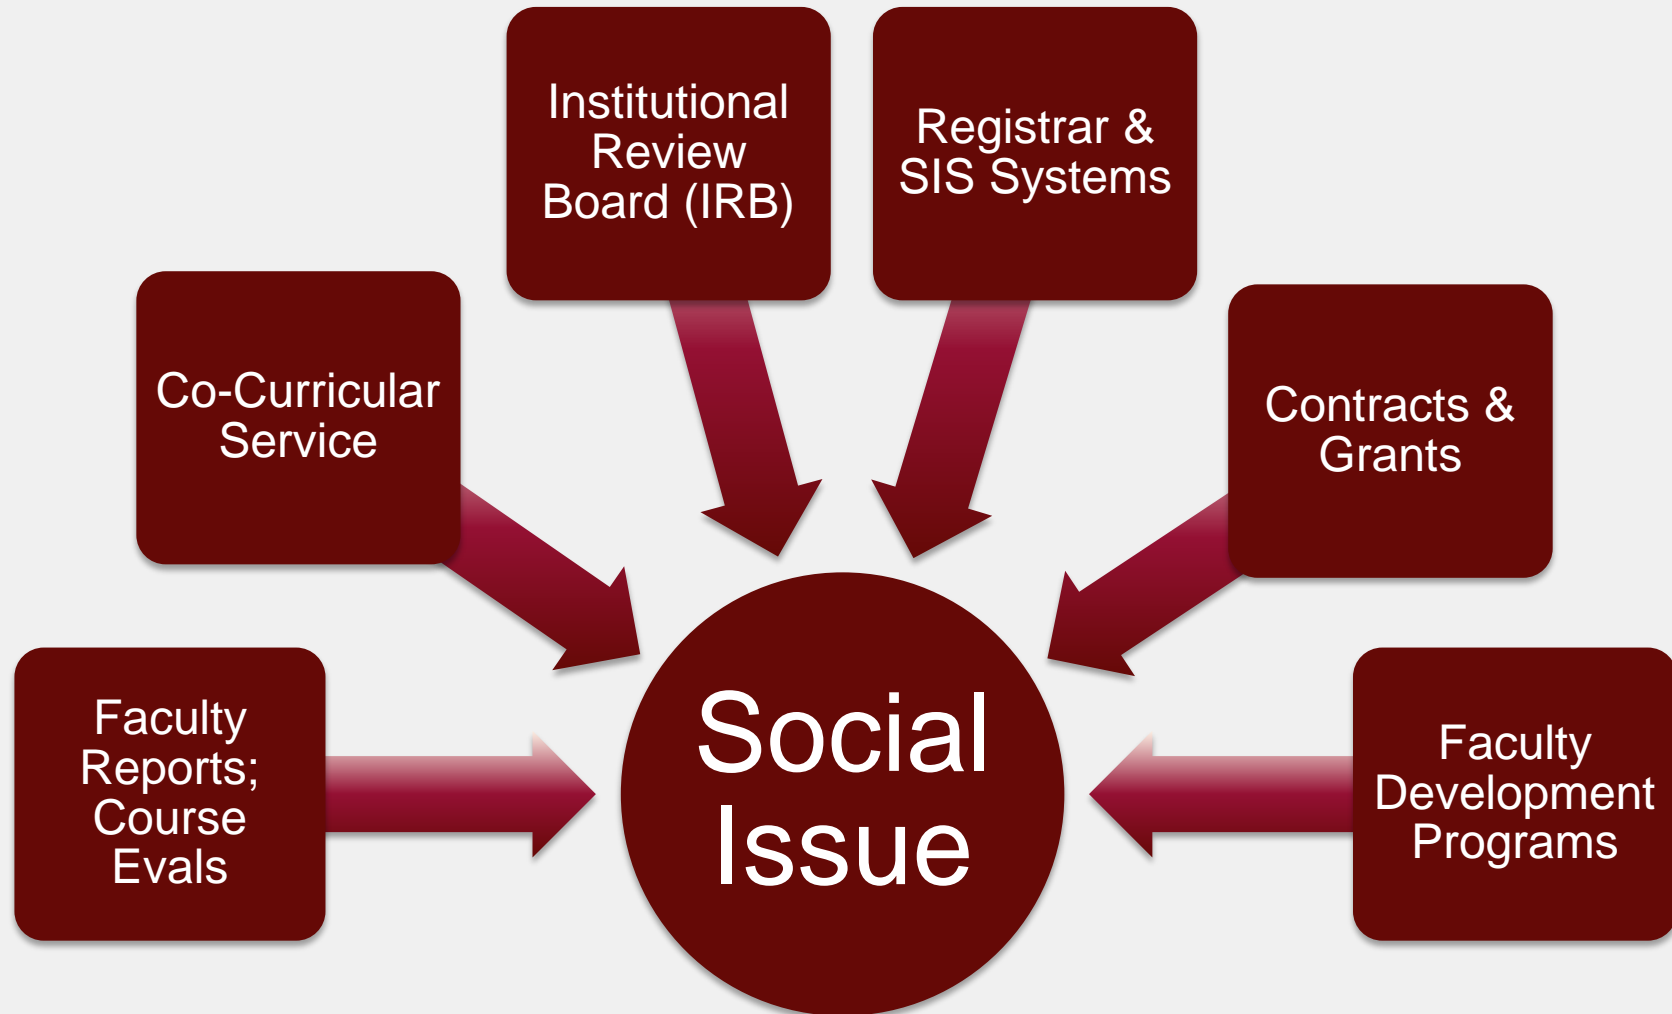 Institutional
Review
Board (IRB)
Registrar &
SIS Systems
Co-Curricular
Service
Contracts &
Grants
Faculty
Reports;
Course
Evals
Social
Issue
Faculty
Development
Programs